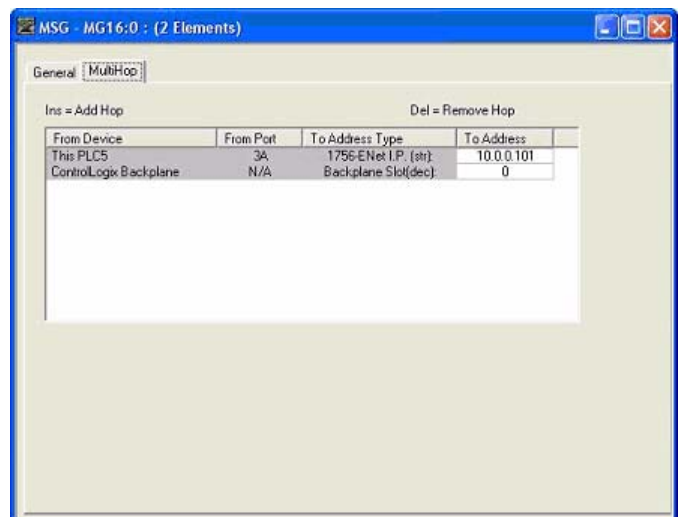 MSG - MG16:0 : (2 Elements)
General MultiHop
Ins = Add Hop Del = Remove Hop
From Device From Port To Address Type To Address
This PLC5 3A 1756-ENet I.P. (str): 10.0.0.101
ControlLogix Backplane N/A Backplane Slot(dec): 0